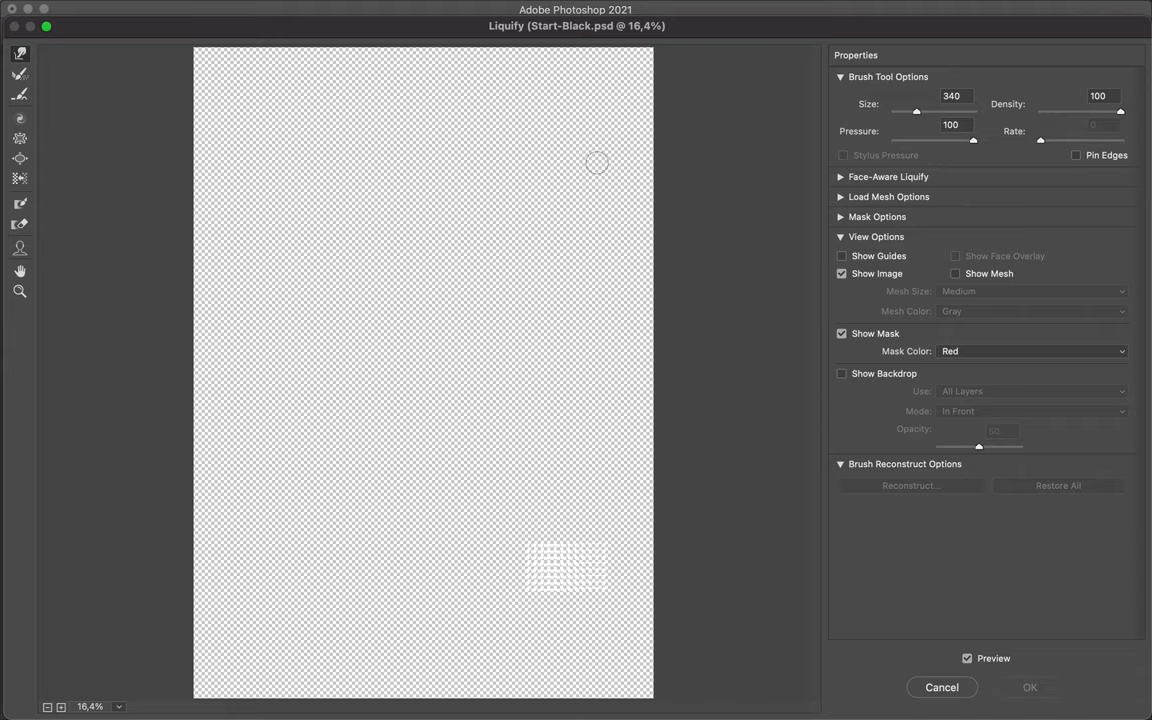 Adobe Photoshop 2021
Liquify (Start-Black.psd @ 16,4%)
Properties
Brush Tool Options
Size: 340 Density: 100
Pressure: 100 Rate: 0
Stylus Pressure Pin Edges
Face-Aware Liquify
Load Mesh Options
Mask Options
View Options
Show Guides Show Face Overlay
Show Image Show Mesh
Mesh Size: Medium
Mesh Color: Gray
Show Mask
Mask Color: Red
Show Backdrop
Use: All Layers
Mode: In Front
Opacity: 50
Brush Reconstruct Options
Reconstruct... Restore All
Preview
Cancel OK
16,4%